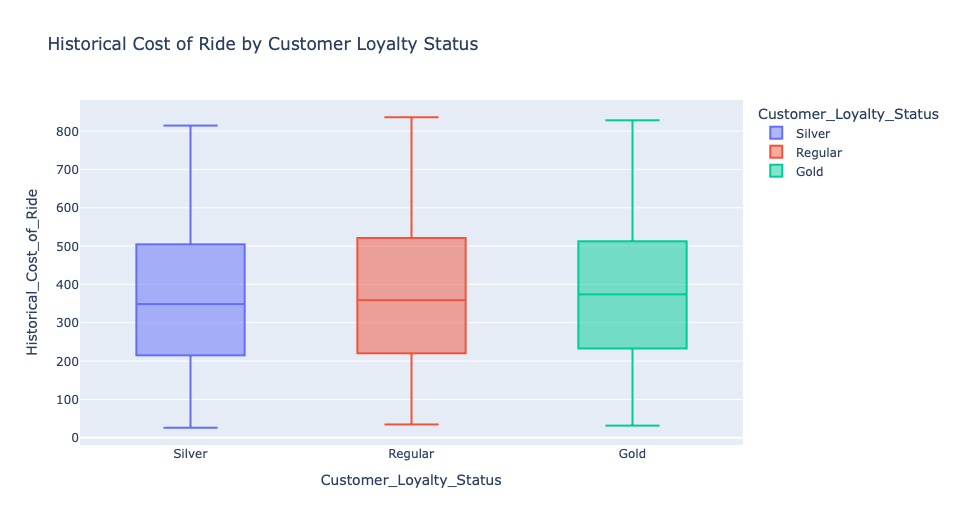 Historical Cost of Ride by Customer Loyalty Status
Customer_Loyalty_Status
Silver
Regular
Gold
Historical_Cost_of_Ride
800
700
600
500
400
300
200
100
0
Silver
Regular
Gold
Customer_Loyalty_Status